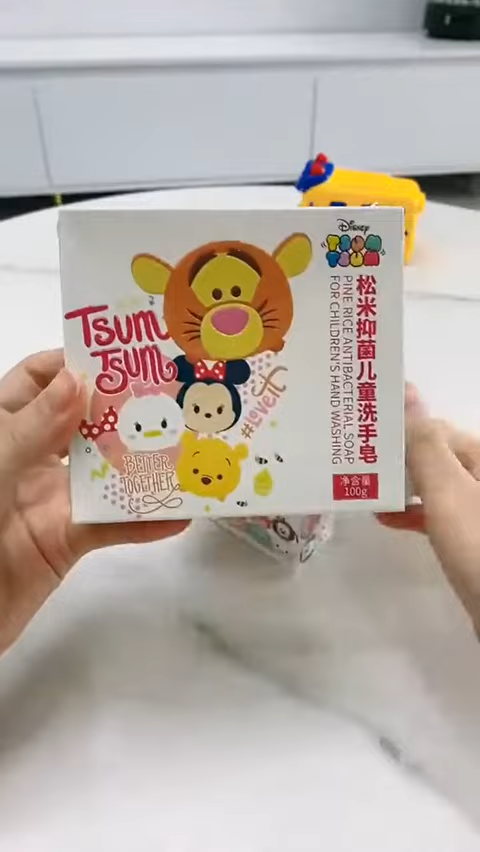 Disney
TSUM
TSUM
Tsum
Tsum
#Love
BETTER
TOGETHER
松米抑菌儿童洗手皂
PINE RICE ANTIBACTERIAL SOAP
FOR CHILDREN'S HAND WASHING
净含量
100g